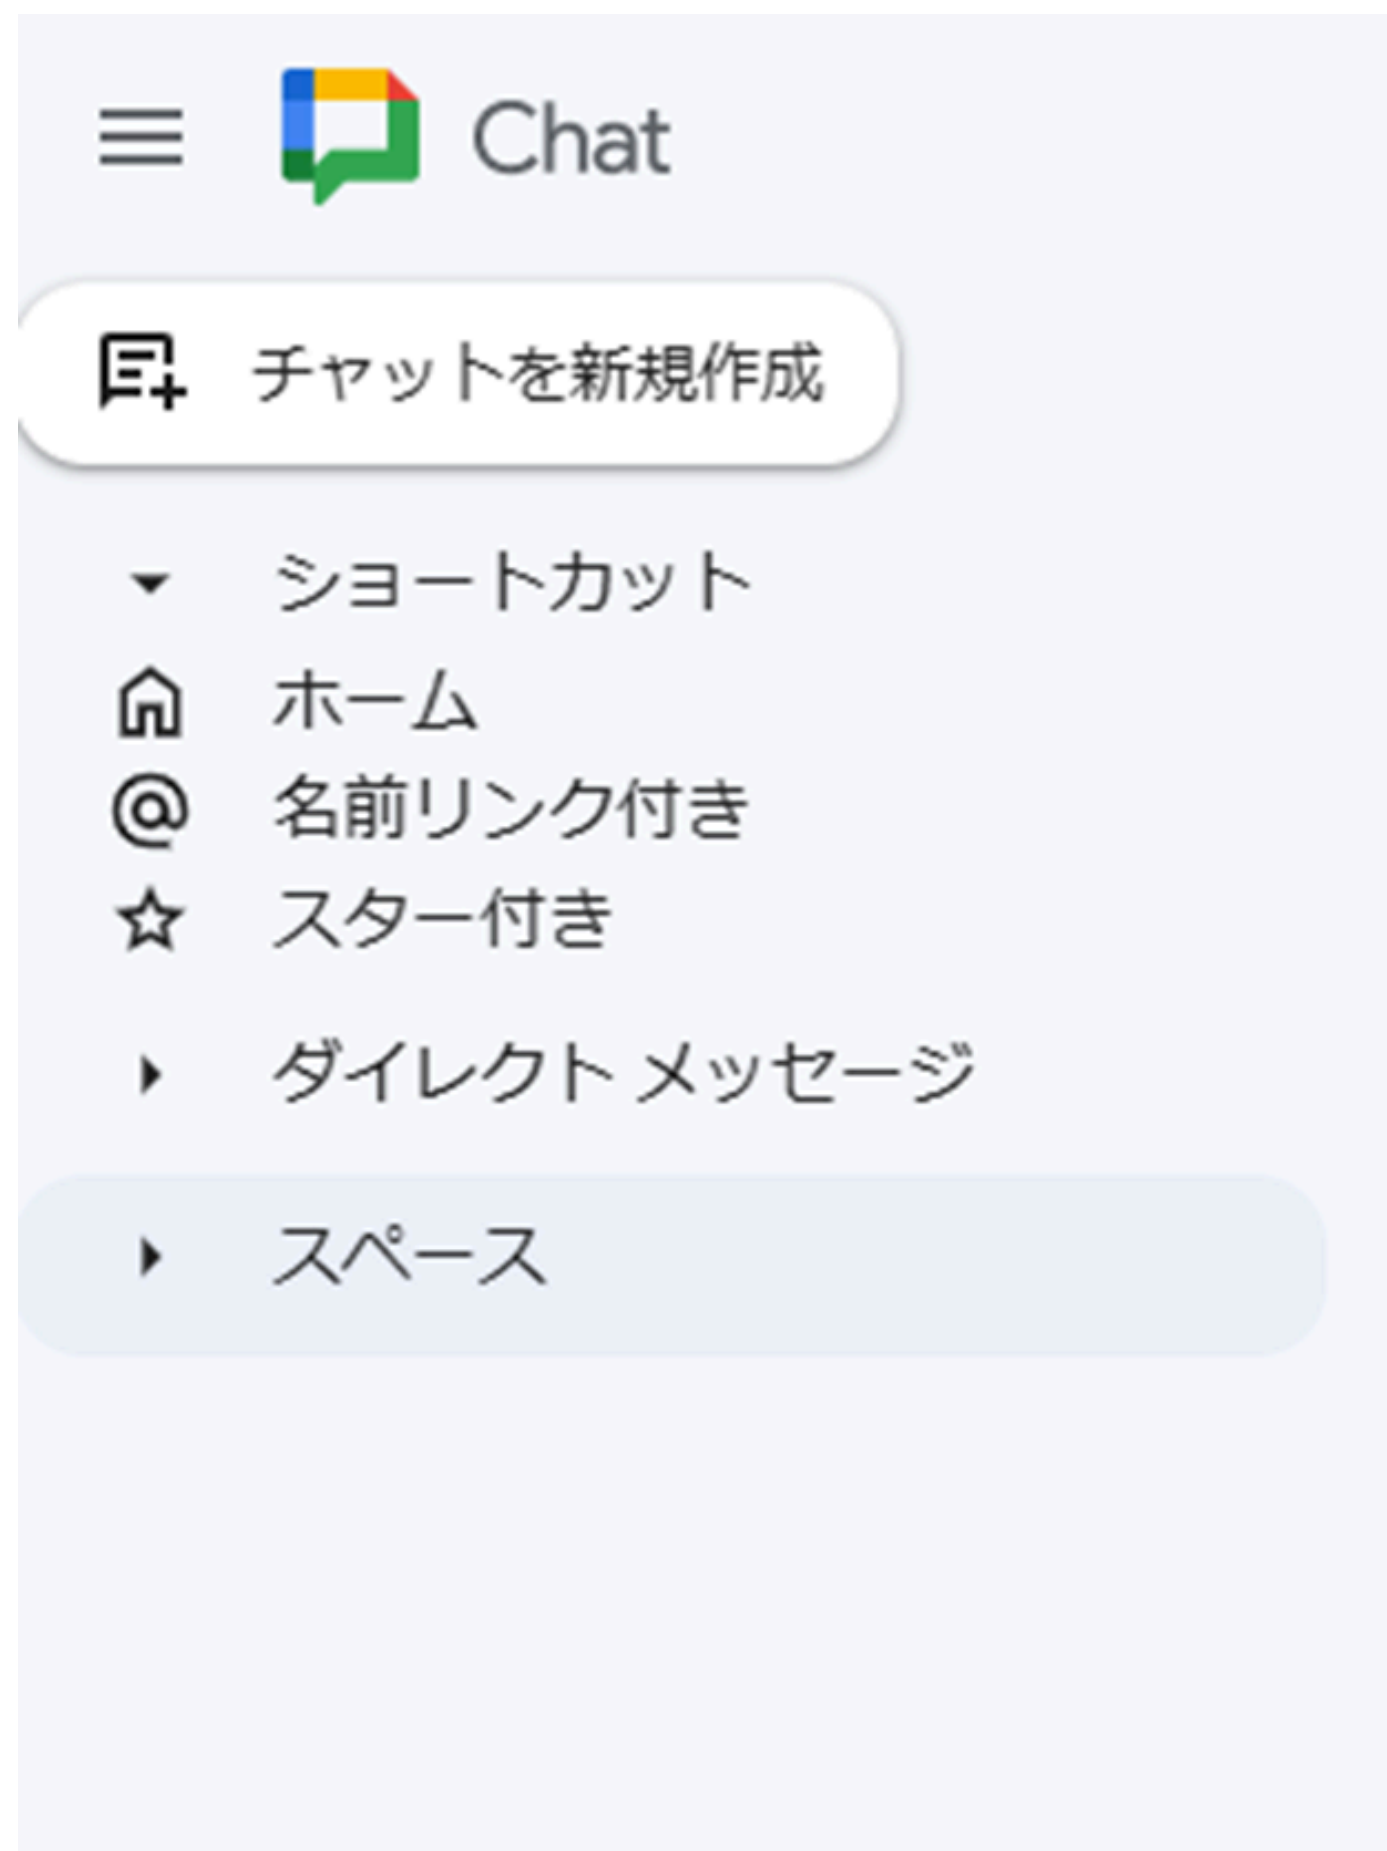 Chat
チャットを新規作成
ショートカット
ホーム
名前リンク付き
スター付き
ダイレクト メッセージ
スペース